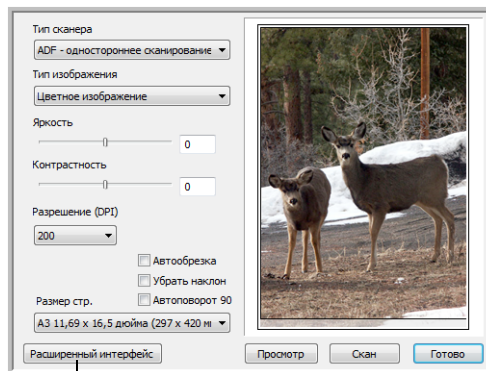 Тип сканера
ADF - одностороннее сканирование
Тип изображения
Цветное изображение
Яркость
0
Контрастность
0
Разрешение (DPI)
200
Автообрезка
Убрать наклон
Размер стр.
Автоповорот 90
A3 11,69 x 16,5 дюйма (297 x 420 м
Расширенный интерфейс
Просмотр
Скан
Готово